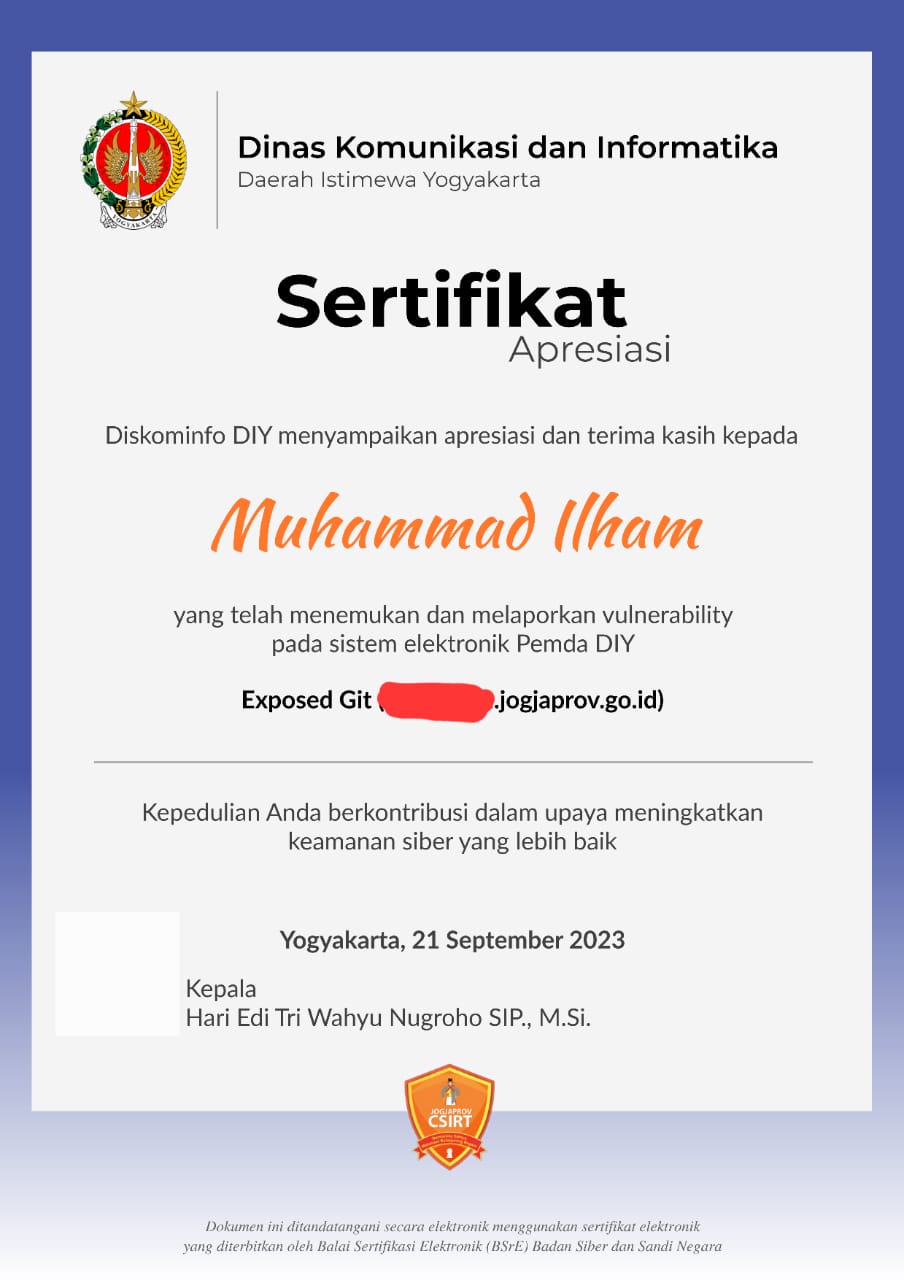 Dinas Komunikasi dan Informatika
Daerah Istimewa Yogyakarta
YOGYAKARTA
Sertifikat
Apresiasi
Diskominfo DIY menyampaikan apresiasi dan terima kasih kepada
Muhammad Ilham
yang telah menemukan dan melaporkan vulnerability
pada sistem elektronik Pemda DIY
Exposed Git (.jogjaprov.go.id)
Kepedulian Anda berkontribusi dalam upaya meningkatkan
keamanan siber yang lebih baik
Yogyakarta, 21 September 2023
Kepala
Hari Edi Tri Wahyu Nugroho SIP., M.Si.
JOGJAPROV
CSIRT
Dokumen ini ditandatangani secara elektronik menggunakan sertifikat elektronik
yang diterbitkan oleh Balai Sertifikasi Elektronik (BSrE) Badan Siber dan Sandi Negara